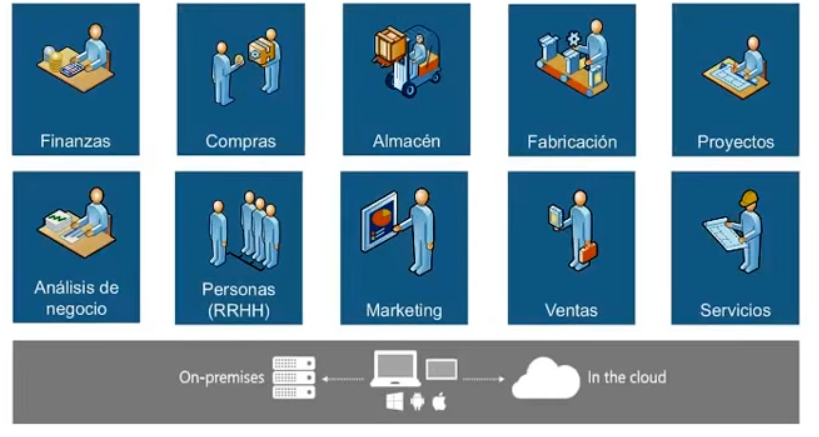 Finanzas
Compras
Almacén
Fabricación
Proyectos
Análisis de
negocio
Personas
(RRHH)
Marketing
Ventas
Servicios
On-premises
In the cloud